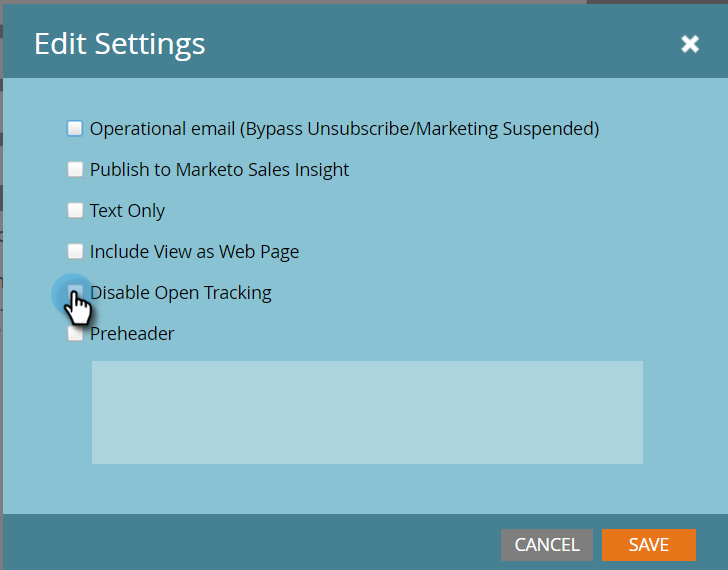 Edit Settings
Operational email (Bypass Unsubscribe/Marketing Suspended)
Publish to Marketo Sales Insight
Text Only
Include View as Web Page
Disable Open Tracking
Preheader
CANCEL
SAVE